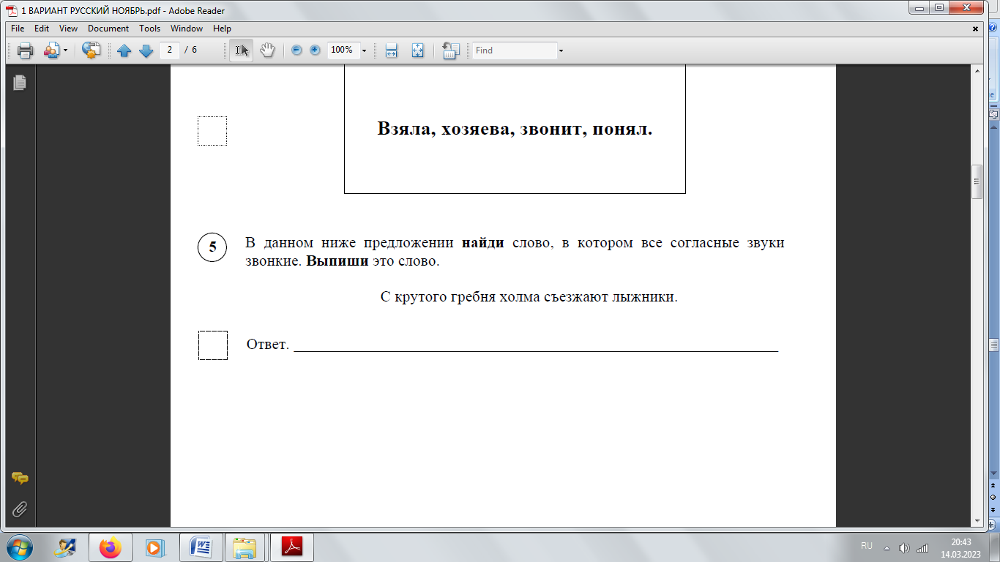 1 ВАРИАНТ РУССКИЙ НОЯБРЬ.pdf - Adobe Reader
File Edit View Document Tools Window Help
2 / 6 100% Find
Взяла, хозяева, звонит, понял.
5 В данном ниже предложении найди слово, в котором все согласные звуки
звонкие. Выпиши это слово.
С крутого гребня холма съезжают лыжники.
Ответ.
RU 20:43
14.03.2023